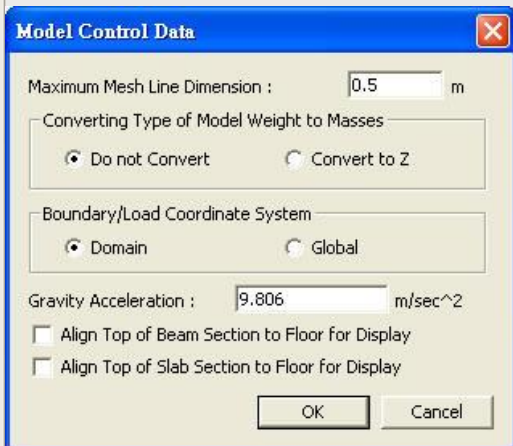 Model Control Data
Maximum Mesh Line Dimension : 0.5 m
Converting Type of Model Weight to Masses
Do not Convert Convert to Z
Boundary/Load Coordinate System
Domain Global
Gravity Acceleration : 9.806 m/sec^2
Align Top of Beam Section to Floor for Display
Align Top of Slab Section to Floor for Display
OK Cancel